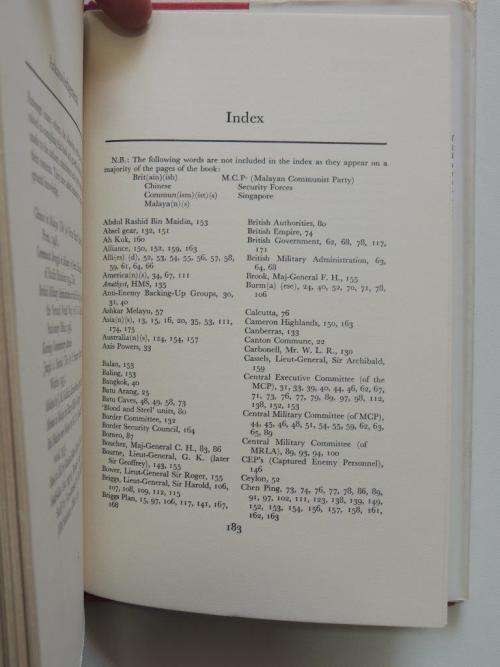 Index
N.B.: The following words are not included in the index as they appear on a
majority of the pages of the book:
Brit(ain)(ish) M.C.P. (Malayan Communist Party)
Chinese Security Forces
Commun(ism)(ist)(s) Singapore
Malaya(n)(s)
Abdol Rashid Bin Maidin, 153
Absel gear, 132, 151
Ah Kuk, 160
Alliance, 150, 152, 159, 163
Alli(es) (d), 52, 53, 54, 55, 56, 57, 58,
59, 61, 64, 66
America(n)(s), 34, 67, 111
Amethyst, HMS, 135
Anti-Enemy Backing-Up Groups, 30,
31, 40
Ashkar Melayu, 57
Asia(n)(s), 13, 15, 16, 20, 35, 53, 111,
174, 175
Australia(n)(s), 124, 154, 157
Axis Powers, 33
Balan, 153
Baling, 153
Bangkok, 40
Batu Arang, 25
Batu Caves, 48, 49, 58, 73
'Blood and Steel' units, 80
Border Committee, 132
Border Security Council, 164
Borneo, 87
Boucher, Maj-General C. H., 83, 86
Bourne, Lieut-General, G. K. (later
Sir Geoffrey), 143, 155
Bower, Lieut-General Sir Roger, 155
Briggs, Lieut-General, Sir Harold, 106,
107, 108, 109, 112, 115
Briggs Plan, 15, 97, 106, 117, 141, 167,
168
British Authorities, 80
British Empire, 74
British Government, 62, 68, 78, 117,
171
British Military Administration, 63,
64, 68
Brook, Maj-General F. H., 155
Burm(a) (ese), 24, 40, 52, 70, 71, 78,
106
Calcutta, 76
Cameron Highlands, 150, 163
Canberras, 133
Canton Commune, 22
Carbonell, Mr. W. L. R., 130
Cassels, Lieut-General, Sir Archibald,
159
Central Executive Committee (of the
MCP), 31, 33, 39, 40, 44, 46, 62, 67,
71, 73, 76, 77, 79, 89, 97, 98, 112,
138, 152, 153
Central Military Committee (of MCP),
44, 45, 46, 48, 51, 54, 55, 59, 62, 63,
65, 89
Central Military Committee (of
MRLA), 89, 93, 94, 100
CEP's (Captured Enemy Personnel),
146
Ceylon, 52
Chen Ping, 73, 74, 76, 77, 78, 86, 89,
91, 97, 102, 111, 123, 138, 139, 149,
152, 153, 154, 156, 157, 158, 161,
162, 163
183